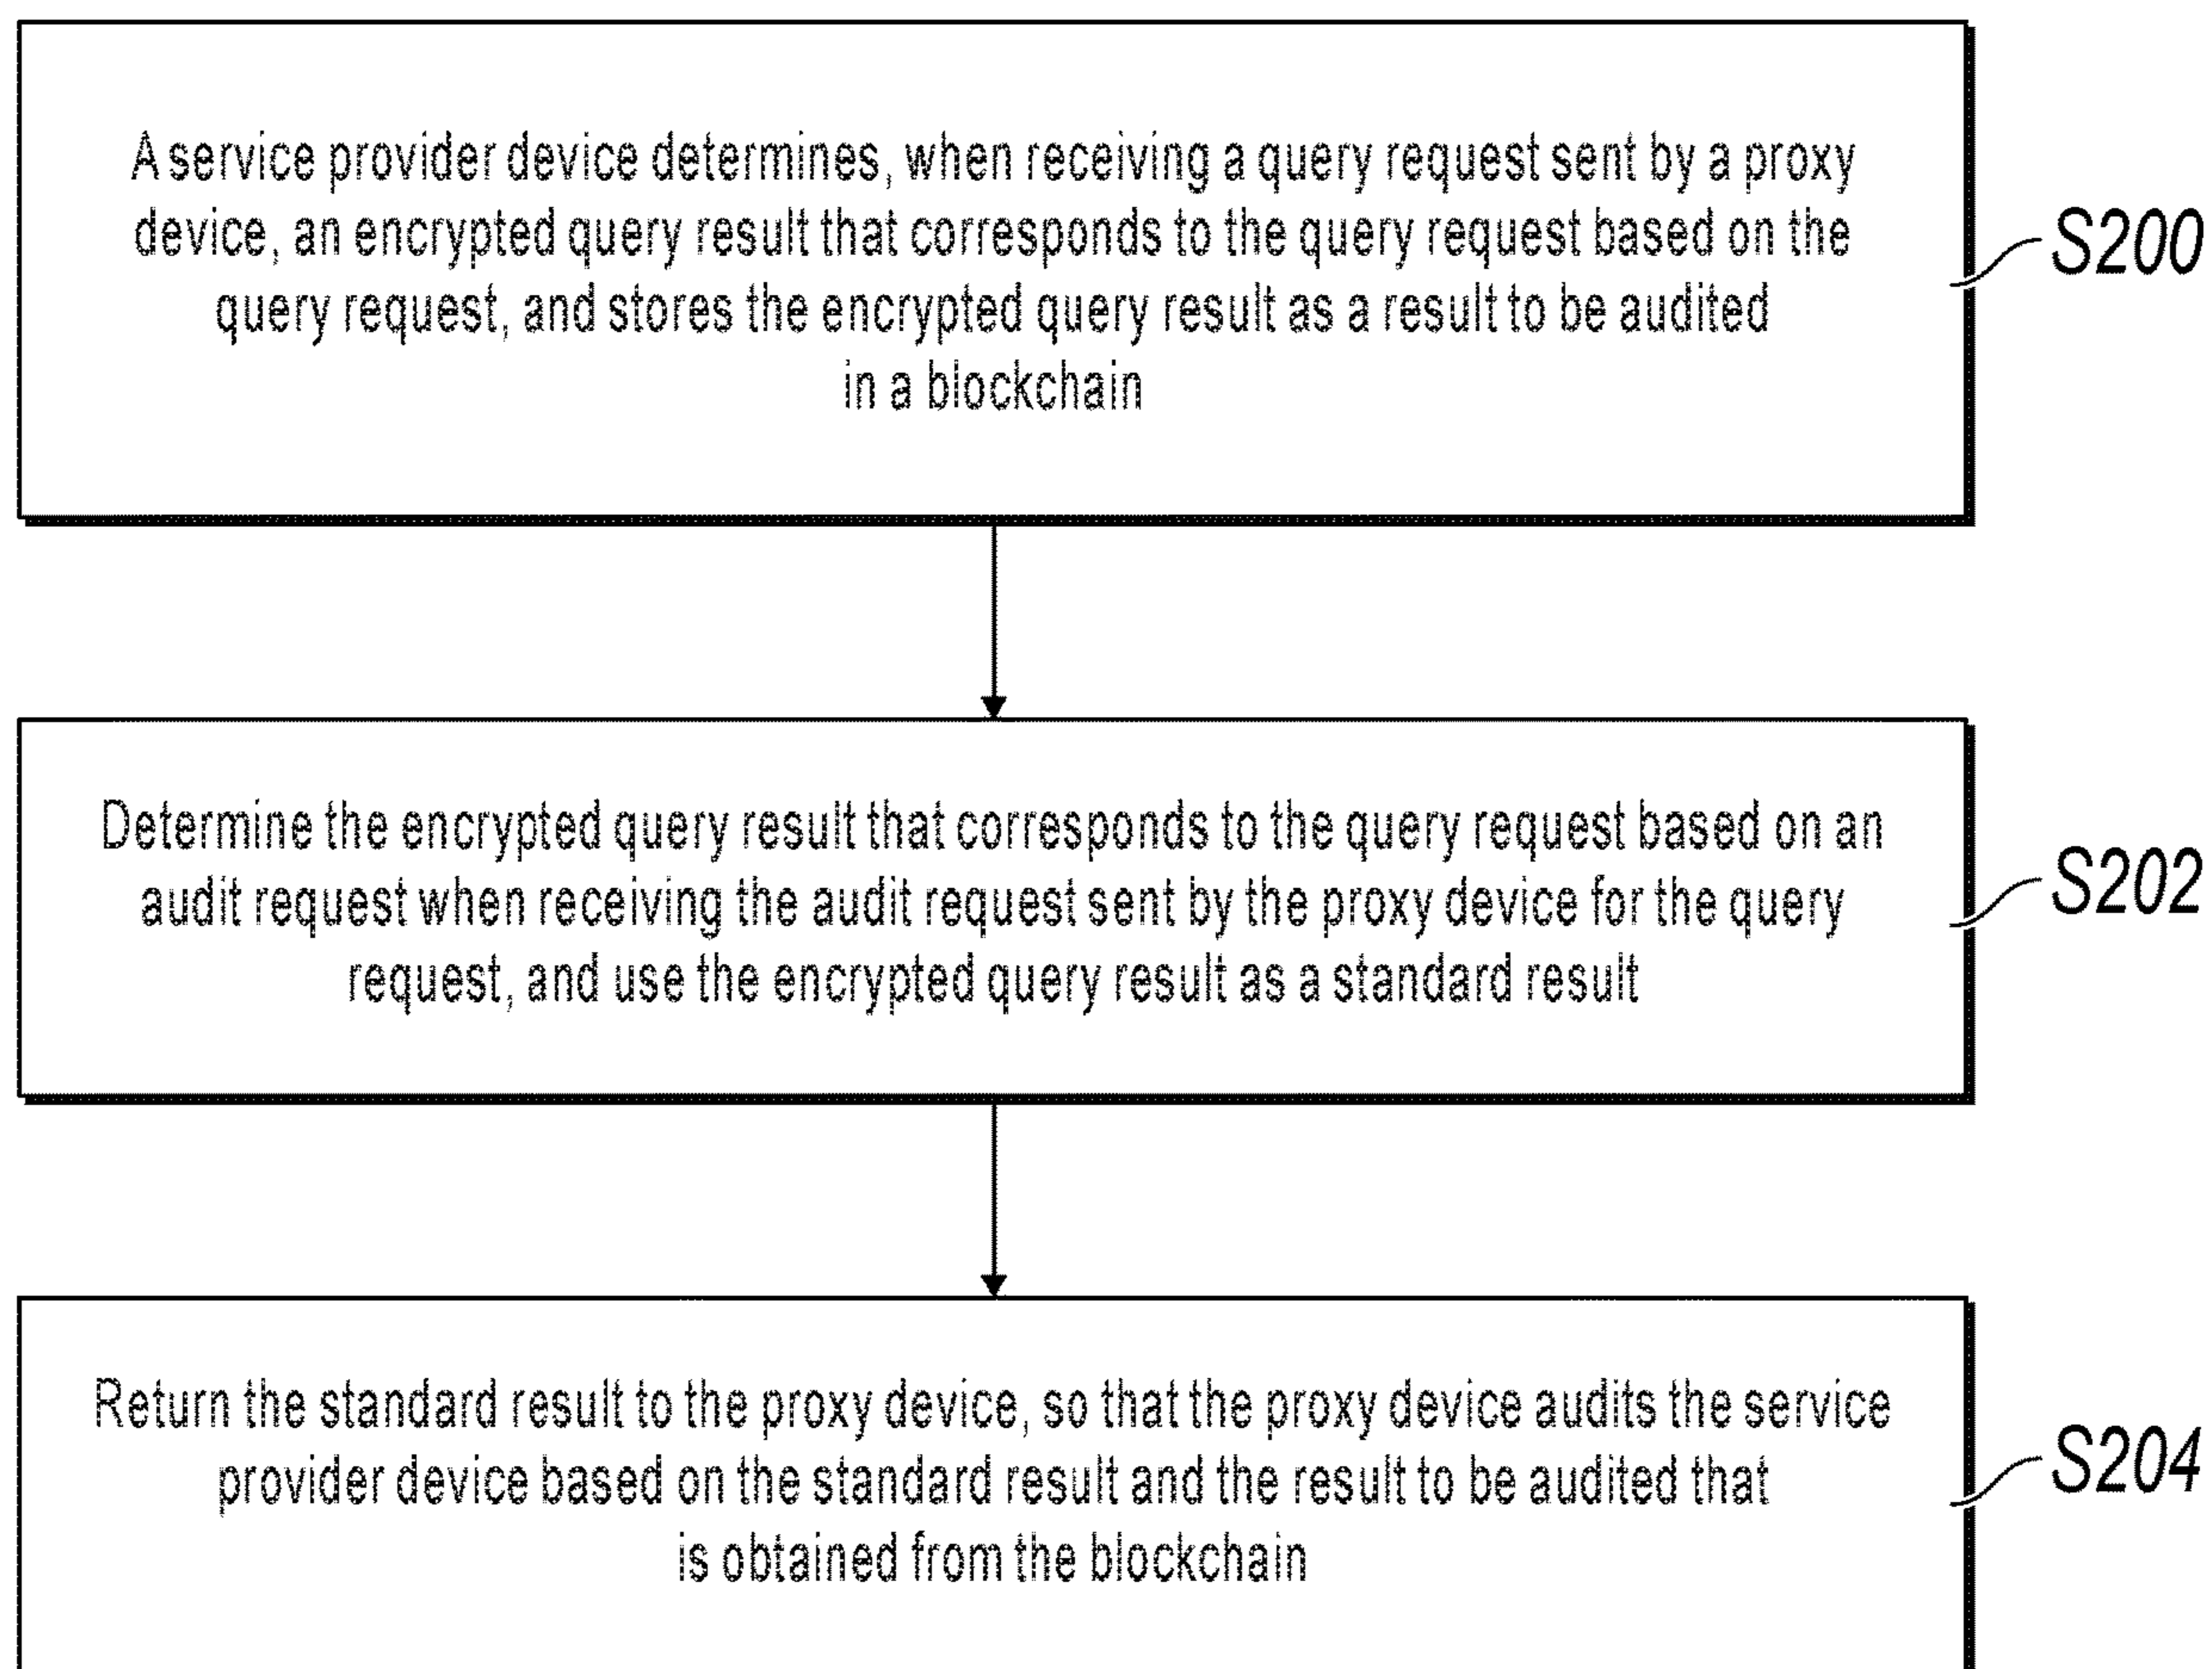 A service provider device determines, when receiving a query request sent by a proxy
device, an encrypted query result that corresponds to the query request based on the
query request, and stores the encrypted query result as a result to be audited
in a blockchain
S200
Determine the encrypted query result that corresponds to the query request based on an
audit request when receiving the audit request sent by the proxy device for the query
request, and use the encrypted query result as a standard result
S202
Return the standard result to the proxy device, so that the proxy device audits the service
provider device based on the standard result and the result to be audited that
is obtained from the blockchain
S204